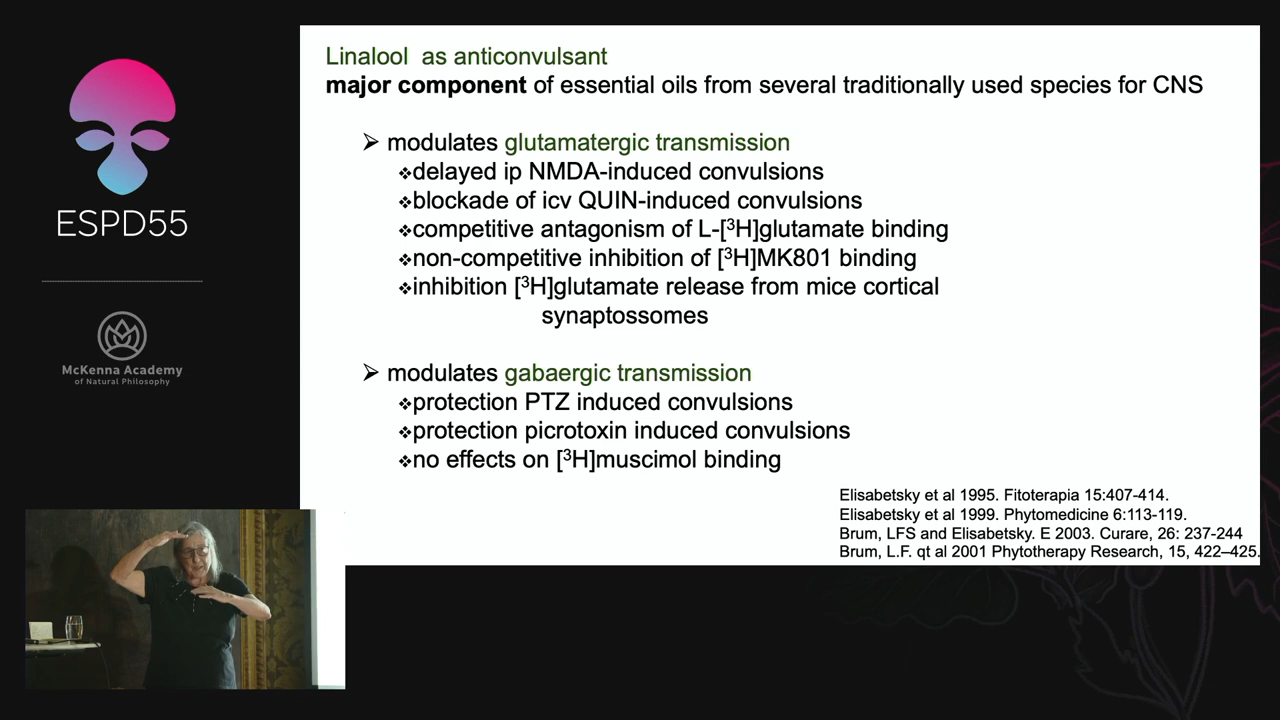 Linalool as anticonvulsant
major component of essential oils from several traditionally used species for CNS
➢ modulates glutamatergic transmission
❖delayed ip NMDA-induced convulsions
❖blockade of icv QUIN-induced convulsions
❖competitive antagonism of L-[³H]glutamate binding
❖non-competitive inhibition of [³H]MK801 binding
❖inhibition [³H]glutamate release from mice cortical
synaptossomes
➢ modulates gabaergic transmission
❖protection PTZ induced convulsions
❖protection picrotoxin induced convulsions
❖no effects on [³H]muscimol binding
Elisabetsky et al 1995. Fitoterapia 15:407-414.
Elisabetsky et al 1999. Phytomedicine 6:113-119.
Brum, LFS and Elisabetsky. E 2003. Curare, 26: 237-244
Brum, L.F. qt al 2001 Phytotherapy Research, 15, 422–425.
ESPD55
McKenna Academy
of Natural Philosophy